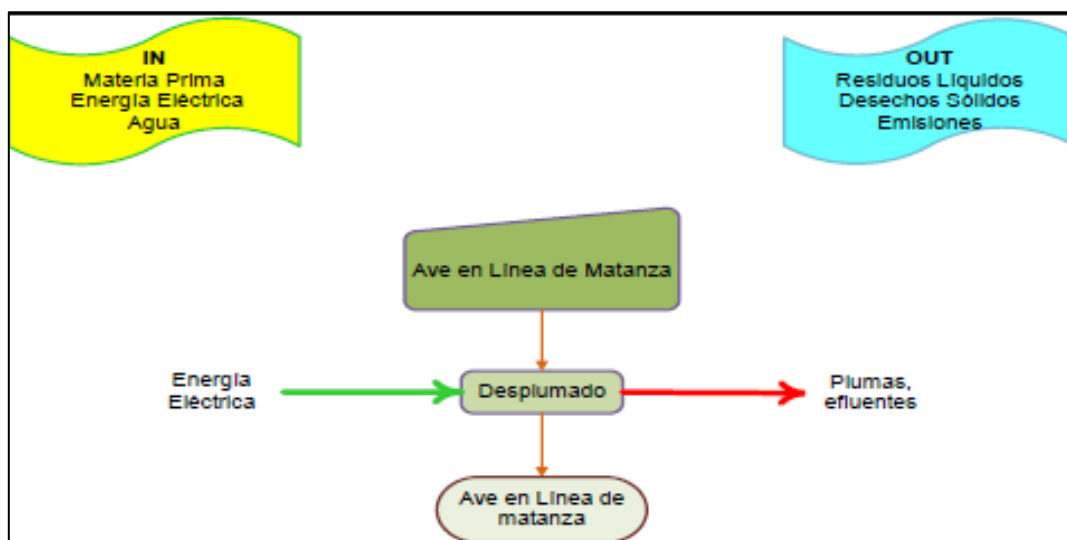 IN
Materia Prima
Energía Eléctrica
Agua
OUT
Residuos Líquidos
Desechos Sólidos
Emisiones
Ave en Línea de Matanza
Energía
Eléctrica
Desplumado
Plumas,
efluentes
Ave en Línea de
matanza